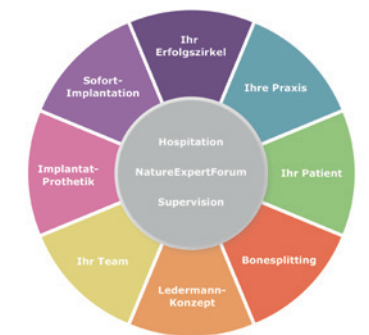 Ihr
Erfolgszirkel
Ihre Praxis
Ihr Patient
Bonesplitting
Ledermann-
Konzept
Ihr Team
Implantat-
Prothetik
Sofort-
Implantation
Hospitation
NatureExpertForum
Supervision